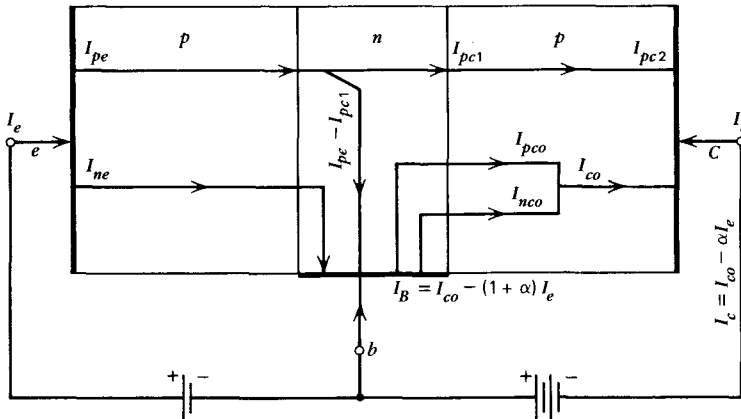 p n p
I_pe I_pc1 I_pc2
I_pe − I_pc1
I_e I
e C
I_ne
I_pco
I_co
I_nco
I_B = I_co − (1 + α) I_e
I_c = I_co − αI_e
b
+ − + −